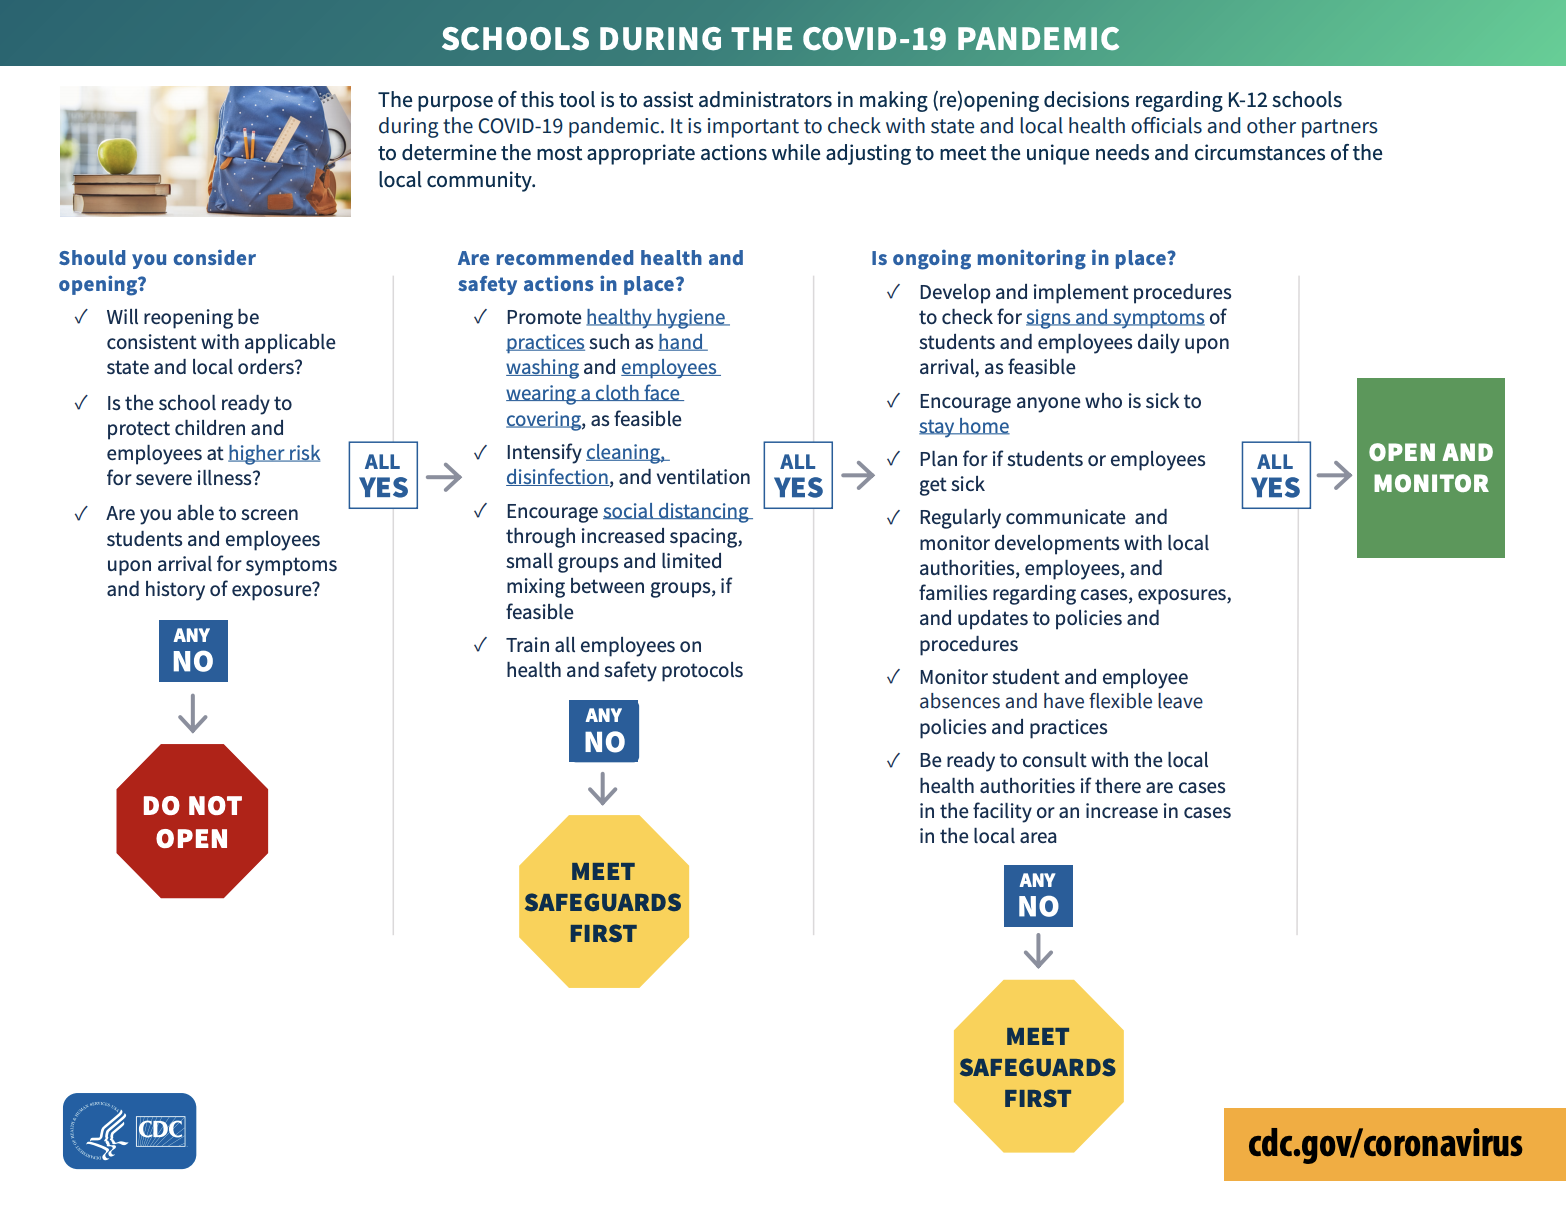 SCHOOLS DURING THE COVID-19 PANDEMIC
The purpose of this tool is to assist administrators in making (re)opening decisions regarding K-12 schools
during the COVID-19 pandemic. It is important to check with state and local health officials and other partners
to determine the most appropriate actions while adjusting to meet the unique needs and circumstances of the
local community.
Should you consider
opening?
✓ Will reopening be
consistent with applicable
state and local orders?
✓ Is the school ready to
protect children and
employees at higher risk
for severe illness?
✓ Are you able to screen
students and employees
upon arrival for symptoms
and history of exposure?
ANY
NO
DO NOT
OPEN
ALL
YES
Are recommended health and
safety actions in place?
✓ Promote healthy hygiene
practices such as hand
washing and employees
wearing a cloth face
covering, as feasible
✓ Intensify cleaning,
disinfection, and ventilation
✓ Encourage social distancing
through increased spacing,
small groups and limited
mixing between groups, if
feasible
✓ Train all employees on
health and safety protocols
ANY
NO
MEET
SAFEGUARDS
FIRST
ALL
YES
Is ongoing monitoring in place?
✓ Develop and implement procedures
to check for signs and symptoms of
students and employees daily upon
arrival, as feasible
✓ Encourage anyone who is sick to
stay home
✓ Plan for if students or employees
get sick
✓ Regularly communicate and
monitor developments with local
authorities, employees, and
families regarding cases, exposures,
and updates to policies and
procedures
✓ Monitor student and employee
absences and have flexible leave
policies and practices
✓ Be ready to consult with the local
health authorities if there are cases
in the facility or an increase in cases
in the local area
ANY
NO
MEET
SAFEGUARDS
FIRST
ALL
YES
OPEN AND
MONITOR
CDC
cdc.gov/coronavirus